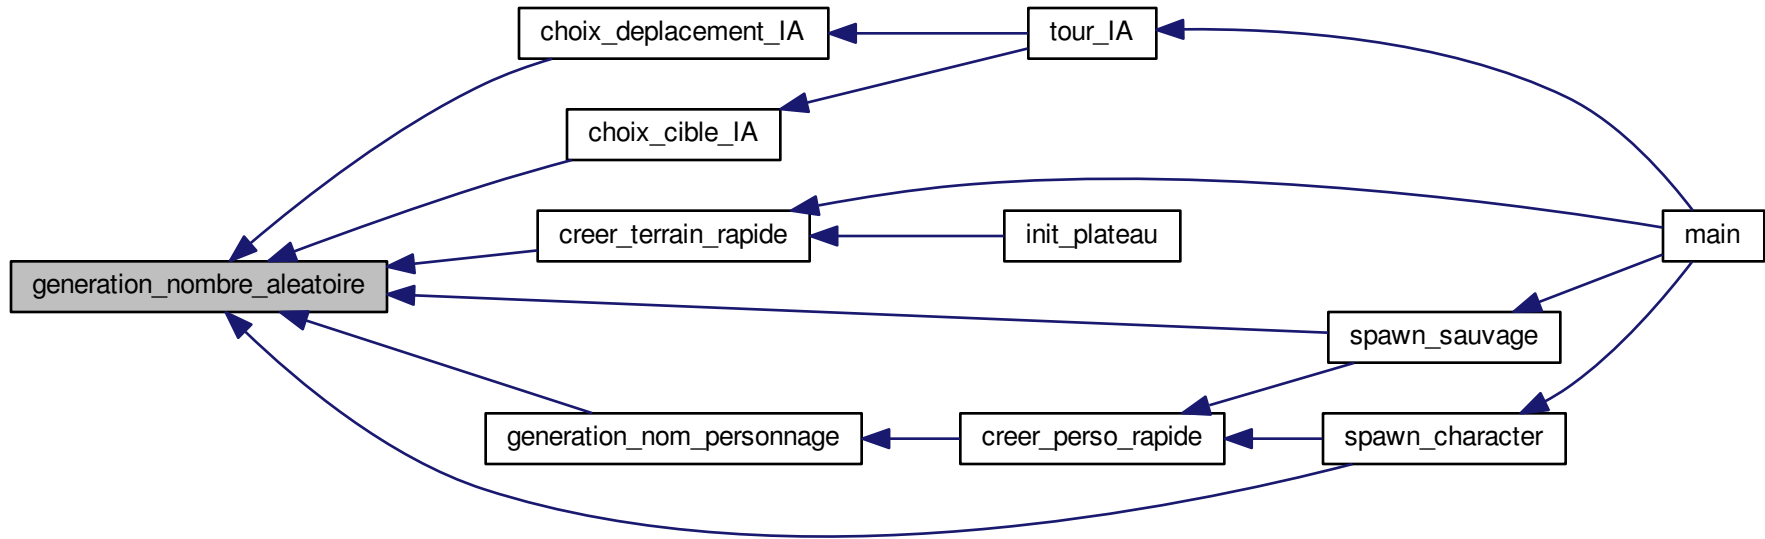 choix_deplacement_IA
tour_IA
choix_cible_IA
creer_terrain_rapide
init_plateau
main
generation_nombre_aleatoire
spawn_sauvage
generation_nom_personnage
creer_perso_rapide
spawn_character